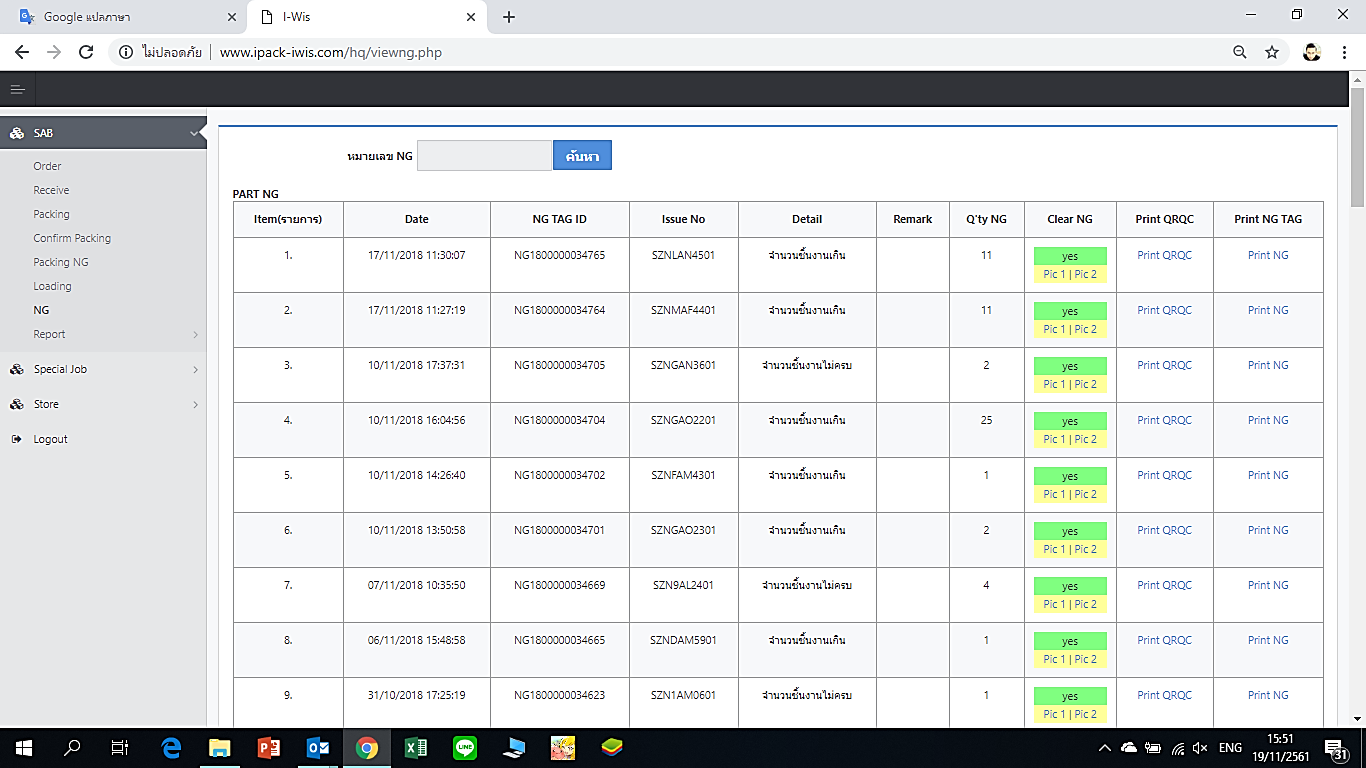 Google แปลภาษา
I-Wis
ไม่ปลอดภัย www.ipack-iwis.com/hq/viewng.php
SAB
Order
Receive
Packing
Confirm Packing
Packing NG
Loading
NG
Report
Special Job
Store
Logout
หมายเลข NG ค้นหา
PART NG
Item(รายการ) Date NG TAG ID Issue No Detail Remark Q'ty NG Clear NG Print QRQC Print NG TAG
1. 17/11/2018 11:30:07 NG1800000034765 SZNLAN4501 จำนวนชิ้นงานเกิน 11 yes Print QRQC Print NG
Pic 1 | Pic 2
2. 17/11/2018 11:27:19 NG1800000034764 SZNMAF4401 จำนวนชิ้นงานเกิน 11 yes Print QRQC Print NG
Pic 1 | Pic 2
3. 10/11/2018 17:37:31 NG1800000034705 SZNGAN3601 จำนวนชิ้นงานไม่ครบ 2 yes Print QRQC Print NG
Pic 1 | Pic 2
4. 10/11/2018 16:04:56 NG1800000034704 SZNGAO2201 จำนวนชิ้นงานเกิน 25 yes Print QRQC Print NG
Pic 1 | Pic 2
5. 10/11/2018 14:26:40 NG1800000034702 SZNFAM4301 จำนวนชิ้นงานเกิน 1 yes Print QRQC Print NG
Pic 1 | Pic 2
6. 10/11/2018 13:50:58 NG1800000034701 SZNGAO2301 จำนวนชิ้นงานเกิน 2 yes Print QRQC Print NG
Pic 1 | Pic 2
7. 07/11/2018 10:35:50 NG1800000034669 SZN9AL2401 จำนวนชิ้นงานไม่ครบ 4 yes Print QRQC Print NG
Pic 1 | Pic 2
8. 06/11/2018 15:48:58 NG1800000034665 SZNDAM5901 จำนวนชิ้นงานเกิน 1 yes Print QRQC Print NG
Pic 1 | Pic 2
9. 31/10/2018 17:25:19 NG1800000034623 SZN1AM0601 จำนวนชิ้นงานไม่ครบ 1 yes Print QRQC Print NG
Pic 1 | Pic 2
LINE
ENG
15:51
19/11/2561
31